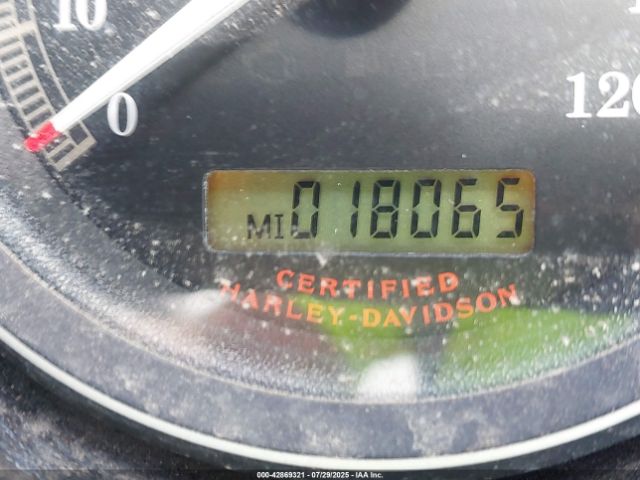 10
0
120
MI 018065
CERTIFIED
HARLEY-DAVIDSON
000-42869321 - 07/29/2025 - IAA Inc.